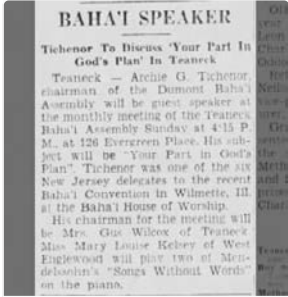 BAHA'I SPEAKER
Tichenor To Discuss 'Your Part In
God's Plan' In Teaneck
Teaneck — Archie G. Tichenor,
chairman of the Dumont Baha'i
Assembly will be guest speaker at
the monthly meeting of the Teaneck
Baha'i Assembly Sunday at 4:15 P.
M., at 126 Evergreen Place. His sub-
ject will be "Your Part in God's
Plan". Tichenor was one of the six
New Jersey delegates to the recent
Baha'i Convention in Wilmette, Ill.
at the Baha'i House of Worship.
His chairman for the meeting will
be Mrs. Gus Wilcox of Teaneck
Miss Mary Louise Kelsey of West
Englewood will play two of Men-
delssohn's "Songs Without Words"
on the piano.